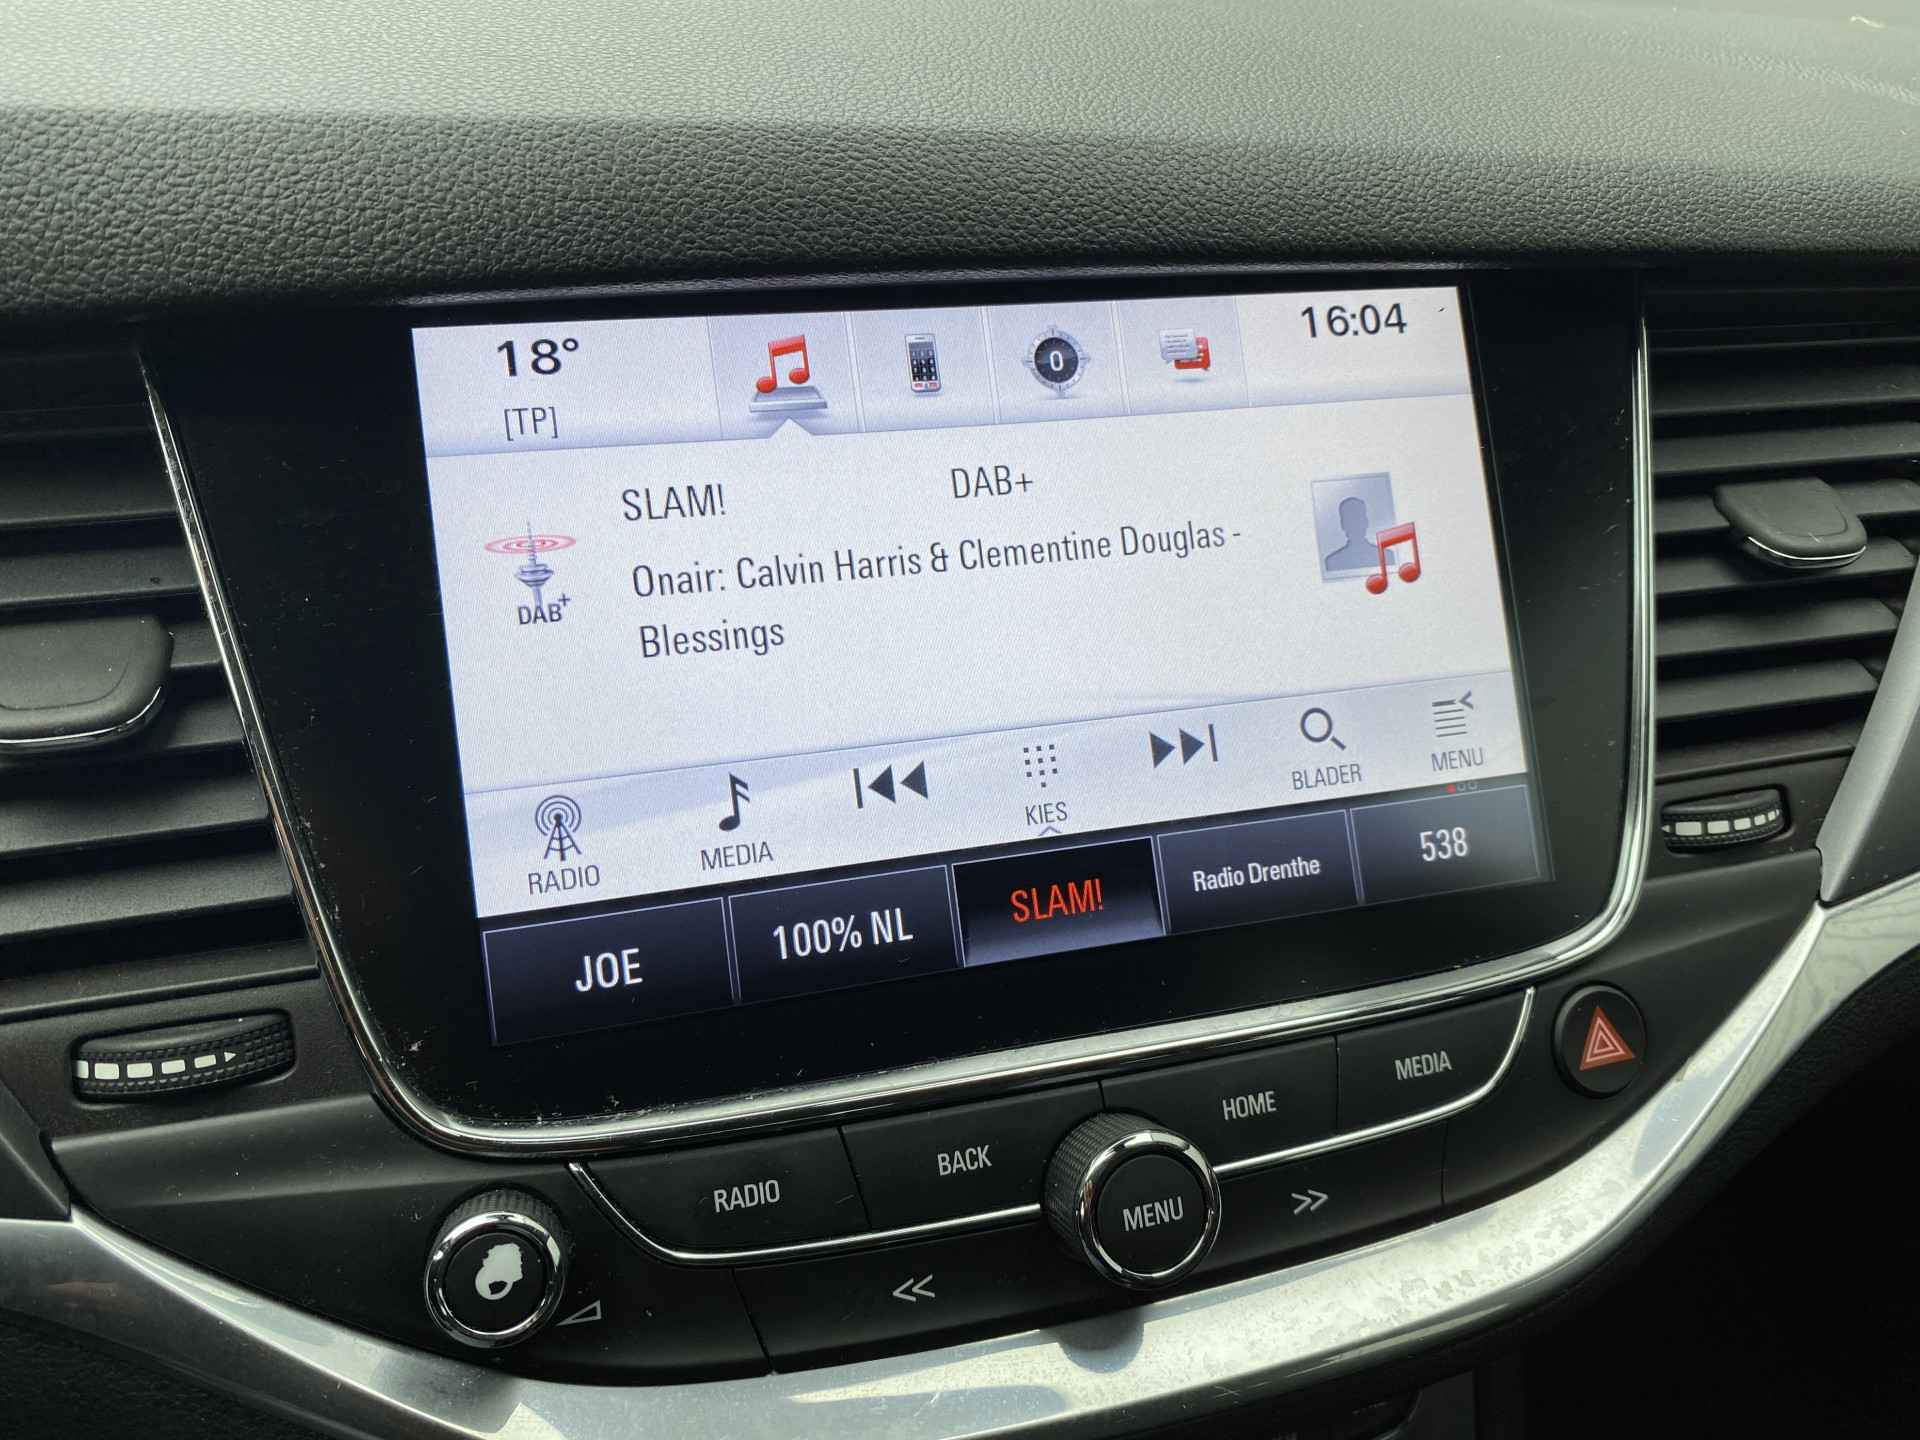 18°
16:04
[TP]
0
SLAM!
DAB+
Onair: Calvin Harris & Clementine Douglas -
Blessings
DAB+
RADIO
MEDIA
KIES
BLADER
MENU
JOE
100% NL
SLAM!
Radio Drenthe
538
RADIO
BACK
MENU
HOME
MEDIA